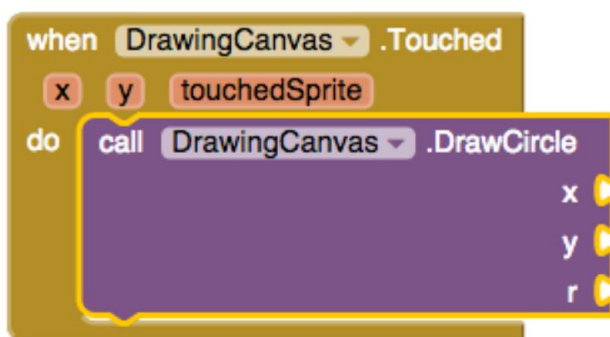 when DrawingCanvas .Touched
x y touchedSprite
do call DrawingCanvas .DrawCircle
x
y
r